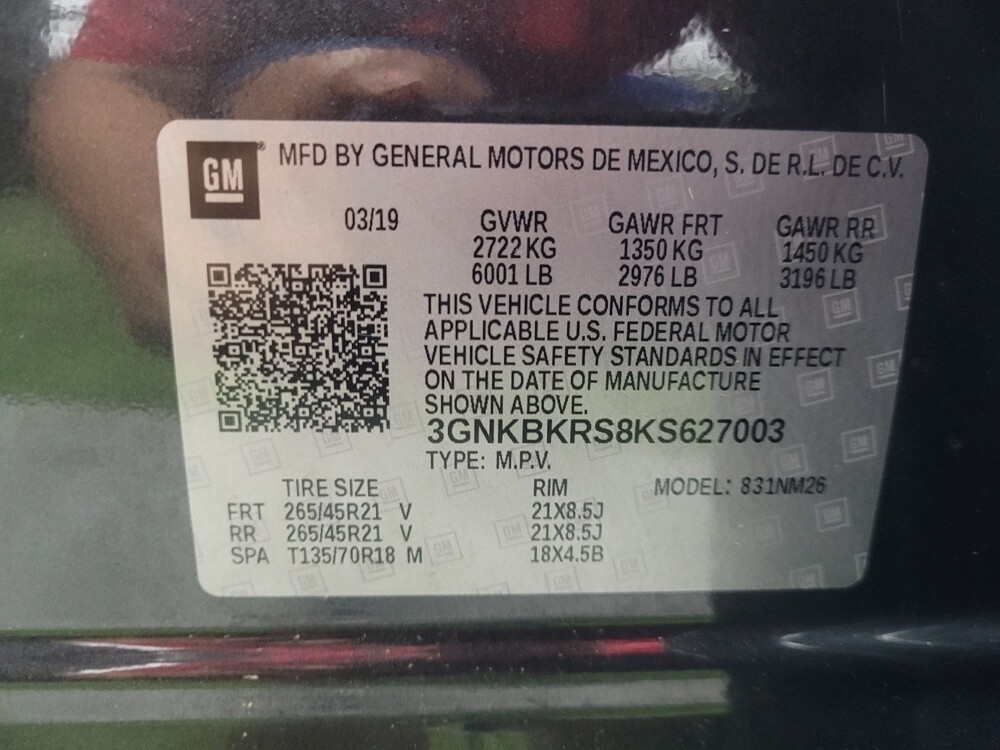 GM® MFD BY GENERAL MOTORS DE MEXICO, S. DE R.L. DE C.V.
03/19 GVWR GAWR FRT GAWR RR
2722 KG 1350 KG 1450 KG
6001 LB 2976 LB 3196 LB
THIS VEHICLE CONFORMS TO ALL
APPLICABLE U.S. FEDERAL MOTOR
VEHICLE SAFETY STANDARDS IN EFFECT
ON THE DATE OF MANUFACTURE
SHOWN ABOVE.
3GNKBKRS8KS627003
TYPE: M.P.V.
TIRE SIZE RIM MODEL: 831NM26
FRT 265/45R21 V 21X8.5J
RR 265/45R21 V 21X8.5J
SPA T135/70R18 M 18X4.5B